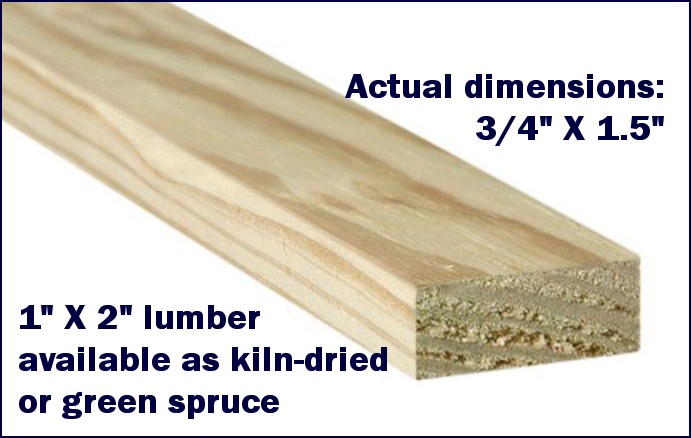 Actual dimensions:
3/4" X 1.5"
1" X 2" lumber
available as kiln-dried
or green spruce